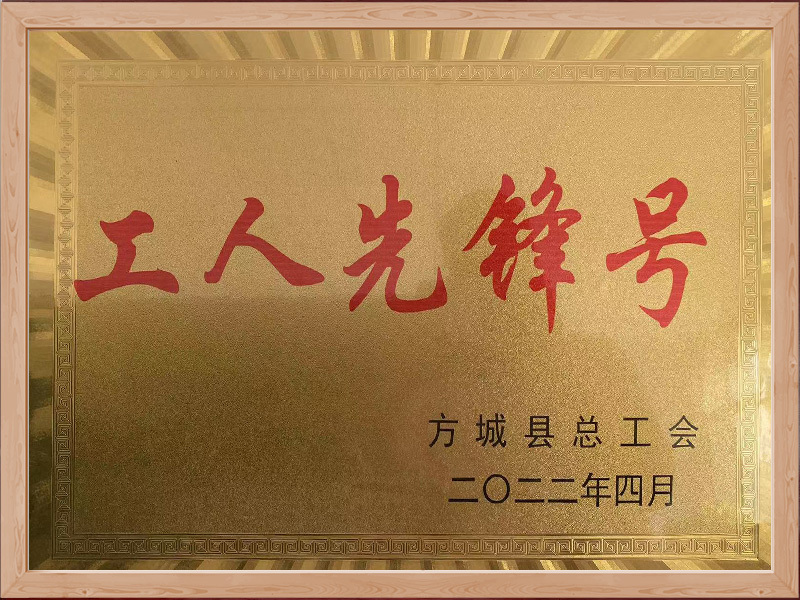 工人先锋号
方城县总工会
二〇二二年四月